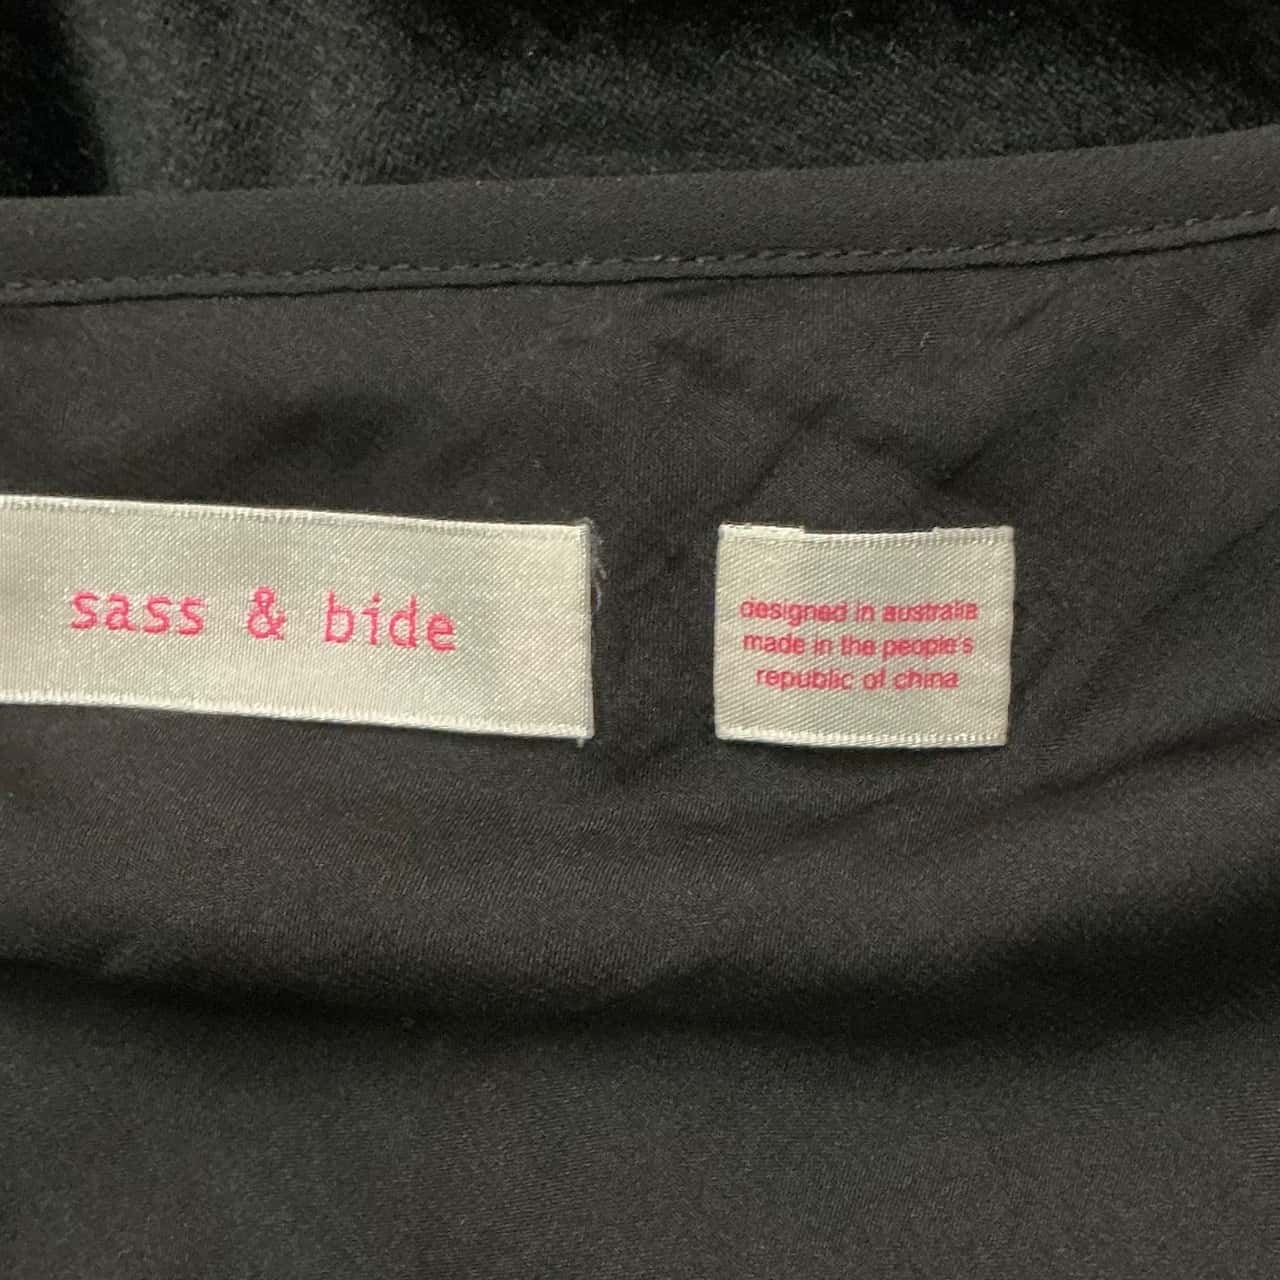 sass & bide
designed in australia
made in the people's
republic of china